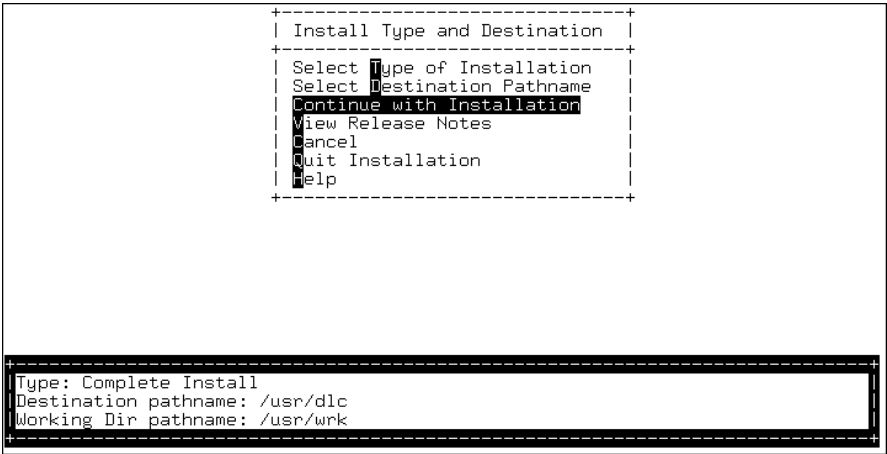 Install Type and Destination
Select Type of Installation
Select Destination Pathname
Continue with Installation
View Release Notes
Cancel
Quit Installation
Help
Type: Complete Install
Destination pathname: /usr/dlc
Working Dir pathname: /usr/wrk